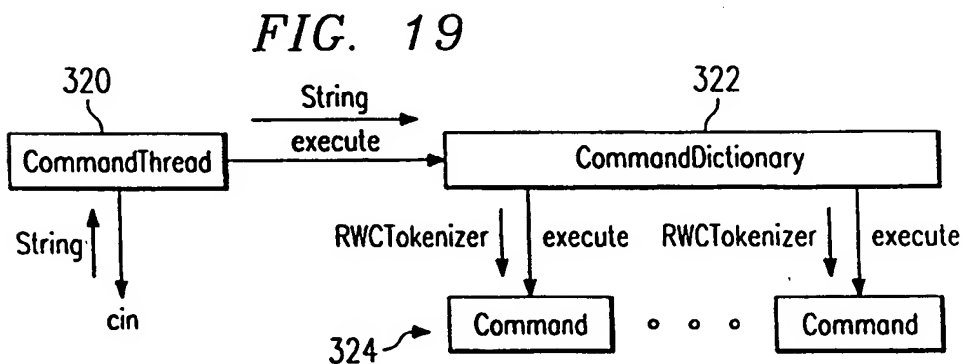 FIG. 19
320
String
322
CommandThread
execute
CommandDictionary
String
RWCTokenizer
execute
RWCTokenizer
execute
cin
324
Command
Command